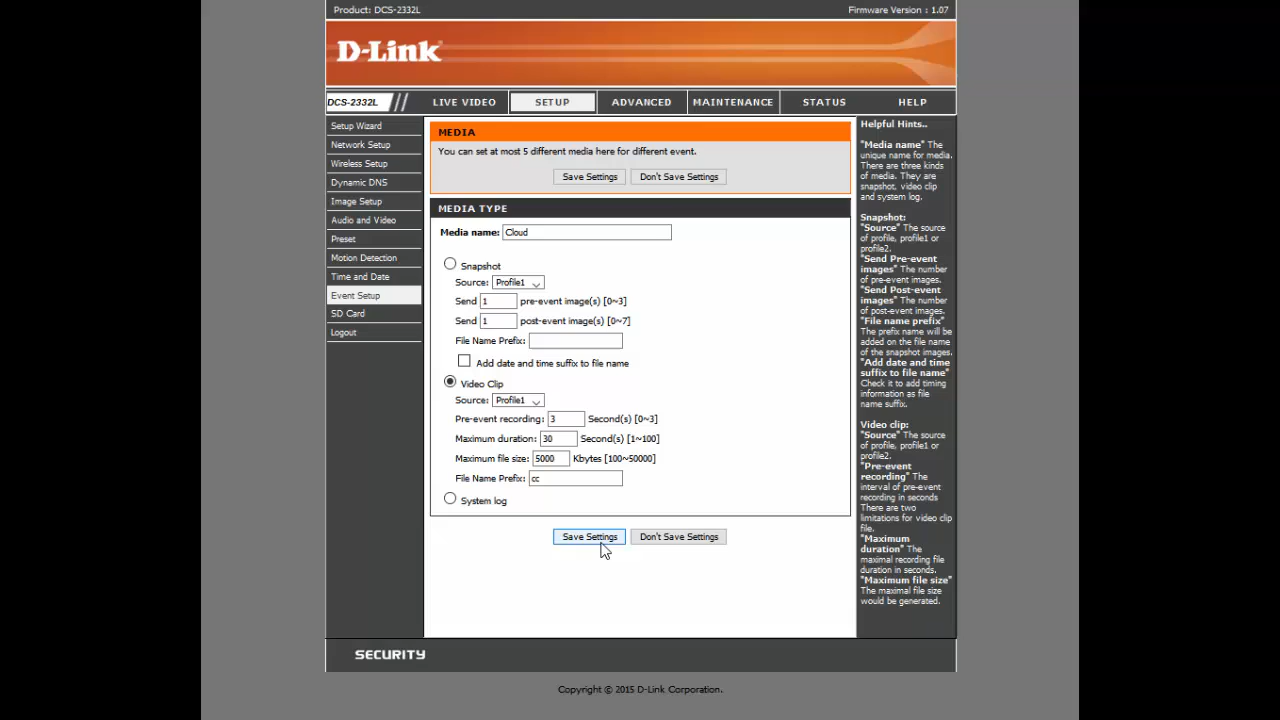 Product: DCS-2332L
Firmware Version : 1.07
D-Link
DCS-2332L
LIVE VIDEO
SETUP
ADVANCED
MAINTENANCE
STATUS
HELP
Setup Wizard
Network Setup
Wireless Setup
Dynamic DNS
Image Setup
Audio and Video
Preset
Motion Detection
Time and Date
Event Setup
SD Card
Logout
MEDIA
You can set at most 5 different media here for different event.
Save Settings
Don't Save Settings
MEDIA TYPE
Media name: Cloud
Snapshot
Source: Profile1
Send 1 pre-event image(s) [0~3]
Send 1 post-event image(s) [0~7]
File Name Prefix:
Add date and time suffix to file name
Video Clip
Source: Profile1
Pre-event recording: 3 Second(s) [0~3]
Maximum duration: 30 Second(s) [1~100]
Maximum file size: 5000 Kbytes [100~50000]
File Name Prefix: cc
System log
Save Settings
Don't Save Settings
Helpful Hints..
"Media name" The
unique name for media.
There are three kinds
of media. They are
snapshot, video clip
and system log.
Snapshot:
"Source" The source
of profile, profile1 or
profile2.
"Send Pre-event
images" The number
of pre-event images.
"Send Post-event
images" The number
of post-event images.
"File name prefix"
The prefix name will be
added on the file name
of the snapshot images.
"Add date and time
suffix to file name"
Check it to add timing
information as file
name suffix.
Video clip:
"Source" The source
of profile, profile1 or
profile2.
"Pre-event
recording" The
interval of pre-event
recording in seconds
There are two
limitations for video clip
file.
"Maximum
duration" The
maximal recording file
duration in seconds.
"Maximum file size"
The maximal file size
would be generated.
SECURITY
Copyright © 2015 D-Link Corporation.